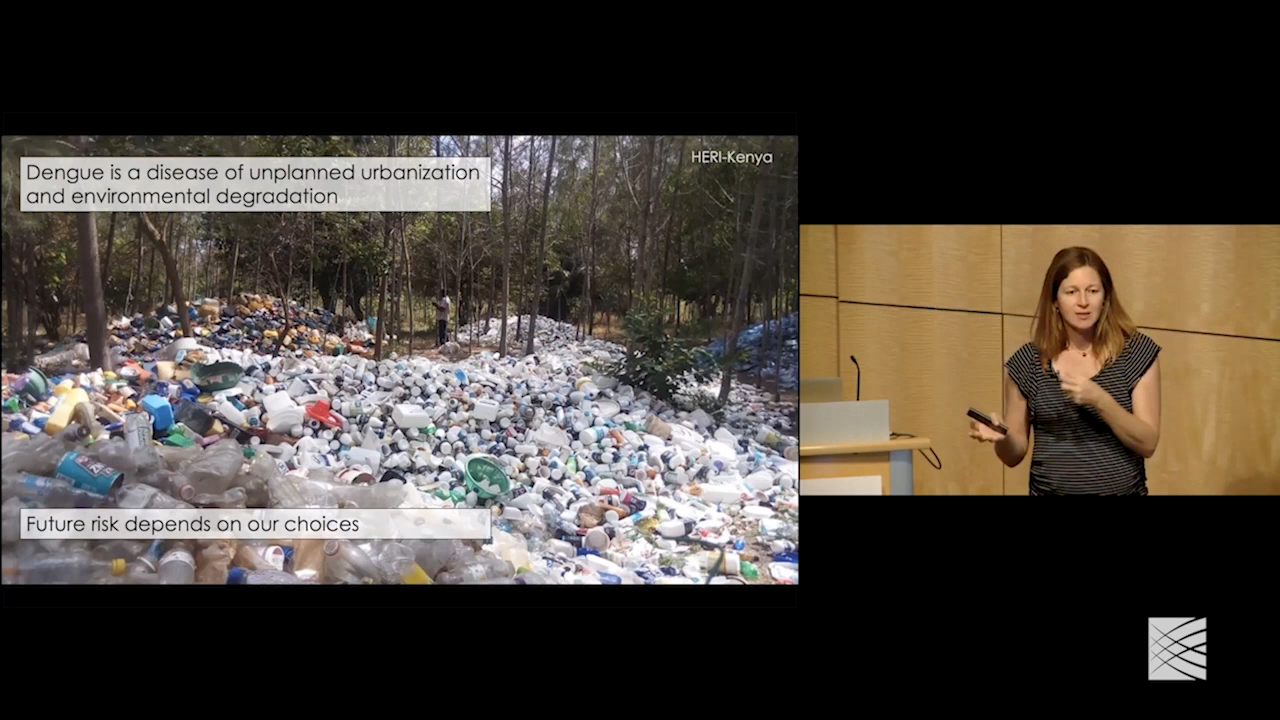 Dengue is a disease of unplanned urbanization
and environmental degradation
HERI-Kenya
Future risk depends on our choices